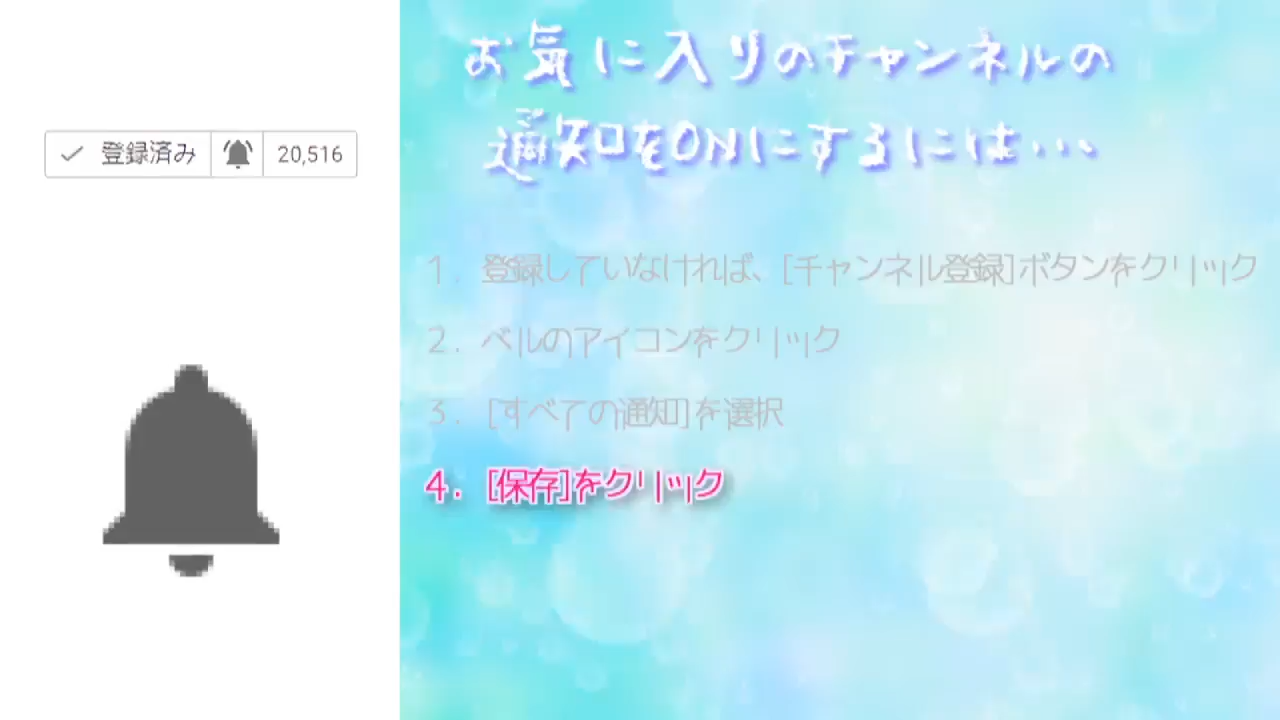 お気に入りのチャンネルの
通知をONにするには・・・
登録済み 20,516
1. 登録していなければ、[チャンネル登録]ボタンをクリック
2. ベルのアイコンをクリック
3. [すべての通知]を選択
4. [保存]をクリック